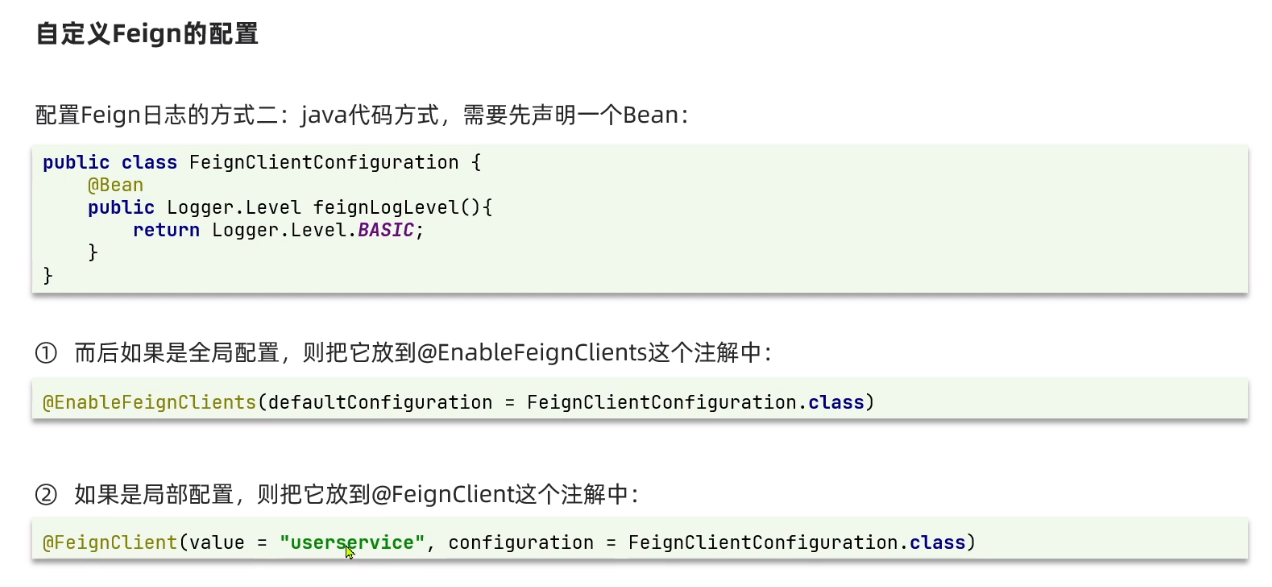 自定义Feign的配置
配置Feign日志的方式二：java代码方式，需要先声明一个Bean：
public class FeignClientConfiguration {
    @Bean
    public Logger.Level feignLogLevel(){
        return Logger.Level.BASIC;
    }
}
① 而后如果是全局配置，则把它放到@EnableFeignClients这个注解中：
@EnableFeignClients(defaultConfiguration = FeignClientConfiguration.class)
② 如果是局部配置，则把它放到@FeignClient这个注解中：
@FeignClient(value = "userservice", configuration = FeignClientConfiguration.class)